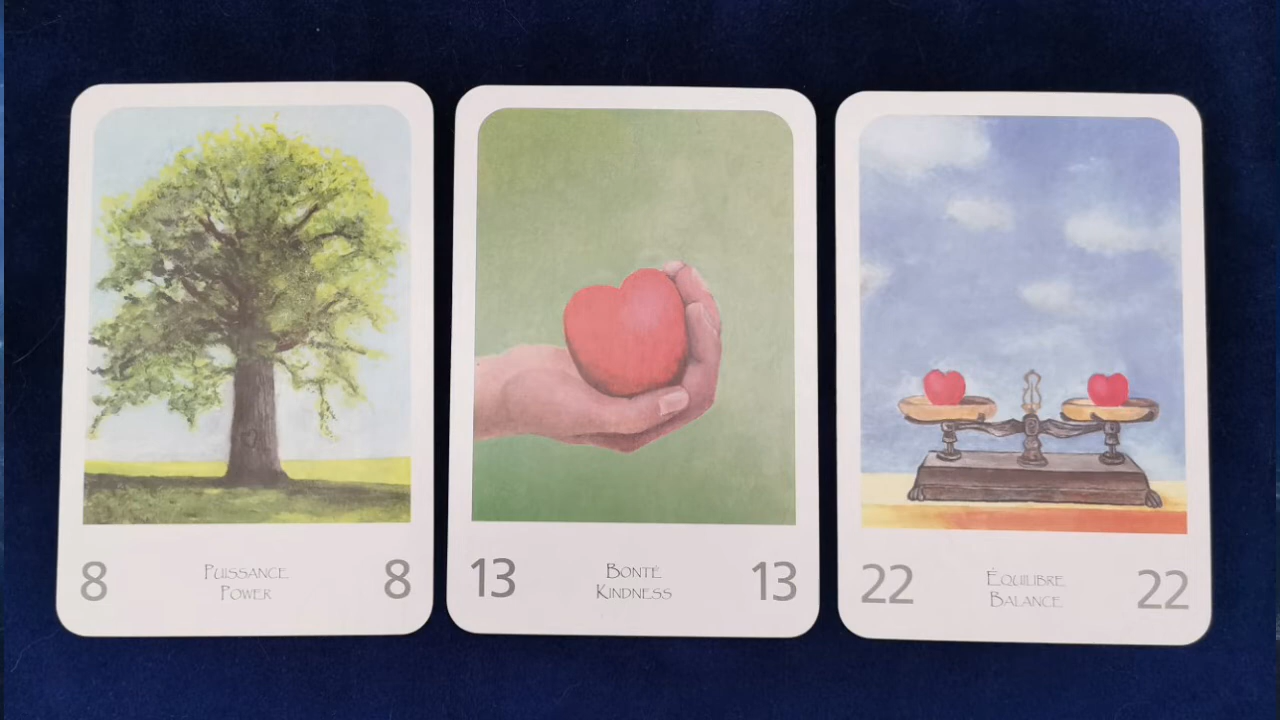 8 PUISSANCE 8
POWER
13 BONTÉ 13
KINDNESS
22 ÉQUILIBRE 22
BALANCE